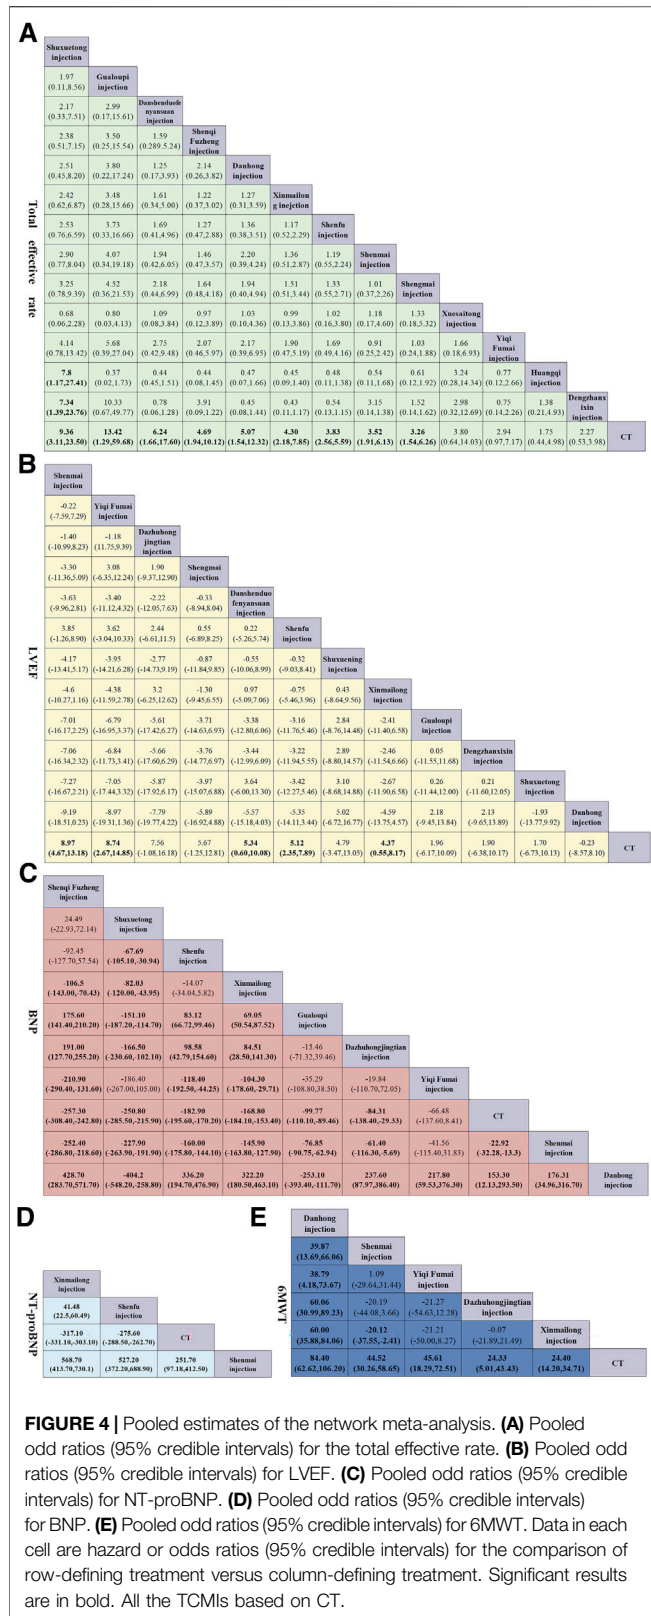 A
Shuxuetong
injection
1.97 Gualoupi
(0.11,8.56) injection
2.17 2.99 Danshenduofe
(0.33,7.51) (0.17,15.61) nyansuan
injection
2.38 3.50 1.59 Shenqi
(0.51,7.15) (0.25,15.54) (0.289.5.24) Fuzheng
injection
2.51 3.80 1.25 2.14 Danhong
(0.45,8.20) (0.22,17.24) (0.17,3.93) (0.26,3.82) injection
2.42 3.48 1.61 1.22 1.27 Xinmailon
(0.62,6.87) (0.28,15.66) (0.34,5.00) (0.37,3.02) (0.31,3.59) g inejction
2.53 3.73 1.69 1.27 1.36 1.17 Shenfu
(0.76,6.59) (0.33,16.66) (0.41,4.96) (0.47,2.88) (0.38,3.51) (0.52,2.29) injection
2.90 4.07 1.94 1.46 2.20 1.36 1.19 Shenmai
(0.77,8.04) (0.34,19.18) (0.42,6.05) (0.47,3.57) (0.39,4.24) (0.51,2.87) (0.55,2.24) injection
3.25 4.52 2.18 1.64 1.94 1.51 1.33 1.01 Shengmai
(0.78,9.39) (0.36,21.53) (0.44,6.99) (0.48,4.18) (0.40,4.94) (0.51,3.44) (0.55,2.71) (0.37,2,26) injection
0.68 0.80 1.09 0.97 1.03 0.99 1.02 1.18 1.33 Xuesaitong
(0.06,2.28) (0.03,4.13) (0.08,3.84) (0.12,3.89) (0.10,4.36) (0.13,3.86) (0.16,3.80) (0.17,4.60) (0.18,5.32) injection
4.14 5.68 2.75 2.07 2.17 1.90 1.69 0.91 1.03 1.66 Yiqi
(0.78,13.42) (0.39,27.04) (0.42,9.48) (0.46,5.97) (0.39,6.95) (0.47,5.19) (0.49,4.16) (0.25,2.42) (0.24,1.88) (0.18,6.93) Fumai
injection
7.8 0.37 0.44 0.44 0.47 0.45 0.48 0.54 0.61 3.24 0.77 Huangqi
(1.17,27.41) (0.02,1.73) (0.45,1.51) (0.08,1.45) (0.07,1.66) (0.09,1.40) (0.11,1.38) (0.11,1.68) (0.12,1.92) (0.28,14.34) (0.12,2.66) injection
7.34 10.33 0.78 3.91 0.45 0.43 0.54 3.15 1.52 2.98 0.75 1.38 Dengzhanx
(1.39,23.76) (0.67,49.77) (0.06,1.28) (0.09,1.22) (0.08,1.44) (0.11,1.17) (0.13,1.15) (0.14,1.38) (0.14,1.62) (0.32,12.69) (0.14,2.26) (0.21,4.93) ixin
injection
9.36 13.42 6.24 4.69 5.07 4.30 3.83 3.52 3.26 3.80 2.94 1.75 2.27 CT
(3.11,23.50) (1.29,59.68) (1.66,17.60) (1.94,10.12) (1.54,12.32) (2.18,7.85) (2.56,5.59) (1.91,6.13) (1.54,6.26) (0.64,14.03) (0.97,7.17) (0.44,4.98) (0.53,3.98)
Total effective rate
B
Shenmai
injection
-0.22 Yiqi Fumai
(-7.59,7.29) injection
-1.40 -1.18 Dazhuhong
(-10.99,8.23) (11.75,9.39) jingtian
injection
-3.30 3.08 1.90 Shengmai
(-11.36,5.09) (-6.35,12.24) (-9.37,12.90) injection
-3.63 -3.40 -2.22 -0.33 Danshenduo
(-9.96,2.81) (-11.12,4.32) (-12.05,7.63) (-8.94,8.04) fenyansuan
injection
3.85 3.62 2.44 0.55 0.22 Shenfu
(-1.26,8.90) (-3.04,10.33) (-6.61,11.5) (-6.89,8.25) (-5.26,5.74) injection
-4.17 -3.95 -2.77 -0.87 -0.55 -0.32 Shuxuening
(-13.41,5.17) (-14.21,6.28) (-14.73,9.19) (-11.84,9.85) (-10.06,8.99) (-9.03,8.41) injection
-4.6 -4.38 3.2 -1.30 0.97 -0.75 0.43 Xinmailong
(-10.27,1.16) (-11.59,2.78) (-6.25,12.62) (-9.45,6.55) (-5.09,7.06) (-5.46,3.96) (-8.64,9.56) injection
-7.01 -6.79 -5.61 -3.71 -3.38 -3.16 2.84 -2.41 Gualoupi
(-16.17,2.25) (-16.95,3.37) (-17.42,6.27) (-14.63,6.93) (-12.80,6.06) (-11.76,5.46) (-8.76,14.48) (-11.40,6.58) injection
-7.06 -6.84 -5.66 -3.76 -3.44 -3.22 2.89 -2.46 0.05 Dengzhanxixin
(-16.34,2.32) (-11.73,3.41) (-17.60,6.29) (-14.77,6.97) (-12.99,6.09) (-11.94,5.55) (-8.80,14.57) (-11.54,6.66) (-11.55,11.68) injection
-7.27 -7.05 -5.87 -3.97 3.64 -3.42 3.10 -2.67 0.26 0.21 Shuxuetong
(-16.67,2.21) (-17.44,3.32) (-17.92,6.17) (-15.07,6.88) (-6.00,13.30) (-12.27,5.46) (-8.68,14.88) (-11.90,6.58) (-11.44,12.00) (-11.60,12.05) injection
-9.19 -8.97 -7.79 -5.89 -5.57 -5.35 5.02 -4.59 2.18 2.13 -1.93 Danhong
(-18.51,0.23) (-19.31,1.36) (-19.77,4.22) (-16.92,4.88) (-15.18,4.03) (-14.11,3.44) (-6.72,16.77) (-13.75,4.57) (-9.45,13.84) (-9.65,13.89) (-13.77,9.92) injection
8.97 8.74 7.56 5.67 5.34 5.12 4.79 4.37 1.96 1.90 1.70 -0.23 CT
(4.67,13.18) (2.67,14.85) (-1.08,16.18) (-1.25,12.81) (0.60,10.08) (2.35,7.89) (-3.47,13.05) (0.55,8.17) (-6.17,10.09) (-6.38,10.17) (-6.73,10.13) (-8.57,8.10)
LVEF
C
Shenqi Fuzheng
injection
24.49 Shuxuetong
(-22.93,72.14) injection
-92.45 -67.69 Shenfu
(-127.70,57.54) (-105.10,-30.94) injection
-106.5 -82.03 -14.07 Xinmailong
(-143.00,-70.43) (-120.00,-43.95) (-34.04,5.82) injection
175.60 -151.10 83.12 69.05 Gualoupi
(141.40,210.20) (-187.20,-114.70) (66.72,99.46) (50.54,87.52) injection
191.00 -166.50 98.58 84.51 -15.46 Dazhuhongjingtian
(127.70,255.20) (-230.60,-102.10) (42.79,154.60) (28.50,141.30) (-71.32,39.46) injection
-210.90 -186.40 -118.40 -104.30 -35.29 -19.84 Yiqi Fumai
(-290.40,-131.60) (-267.00,105.00) (-192.50,-44.25) (-178.60,-29.71) (-108.80,38.50) (-110.70,72.05) injection
-257.30 -250.80 -182.90 -168.80 -99.77 -84.31 -66.48 CT
(-308.40,-242.80) (-285.50,-215.90) (-195.60,-170.20) (-184.10,-153.40) (-110.10,-89.46) (-138.40,-29.33) (-137.60,8.41)
-252.40 -227.90 -160.00 -145.90 -76.85 -61.40 -41.56 -22.92 Shenmai
(-286.80,-218.60) (-263.90,-191.90) (-175.80,-144.10) (-163.80,-127.90) (-90.75,-62.94) (-116.30,-5.69) (-115.40,31.83) (-32.28,-13.3) injection
428.70 -404.2 336.20 322.20 -253.10 237.60 217.80 153.30 176.31 Danhong
(283.70,571.70) (-548.20,-258.80) (194.70,476.90) (180.50,463.10) (-393.40,-111.70) (87.97,386.40) (59.53,376.30) (12.13,293.50) (34.96,316.70) injection
BNP
D
Xinmailong
injection
41.48 Shenfu
(22.5,60.49) injection
-317.10 -275.60 CT
(-331.10,-303.10) (-288.50,-262.70)
568.70 527.20 251.70 Shenmai
(413.70,730.1) (372.20,688.90) (97.18,412.50) injection
NT-proBNP
E
Danhong
injection
39.87 Shenmai
(13.69,66.06) injection
38.79 1.09 Yiqi Fumai
(4.18,73.67) (-29.64,31.44) injection
60.06 -20.19 -21.27 Dazhuhongjingtian
(30.99,89.23) (-44.08,3.66) (-54.63,12.28) injection
60.00 -20.12 -21.21 -0.07 Xinmailong
(35.88,84.06) (-37.55,-2.41) (-50.00,8.27) (-21.89,21.49) injection
84.40 44.52 45.61 24.33 24.40 CT
(62.62,106.20) (30.26,58.65) (18.29,72.51) (5.01,43.43) (14.20,34.71)
6MWT
FIGURE 4 | Pooled estimates of the network meta-analysis. (A) Pooled
odd ratios (95% credible intervals) for the total effective rate. (B) Pooled odd
ratios (95% credible intervals) for LVEF. (C) Pooled odd ratios (95% credible
intervals) for NT-proBNP. (D) Pooled odd ratios (95% credible intervals)
for BNP. (E) Pooled odd ratios (95% credible intervals) for 6MWT. Data in each
cell are hazard or odds ratios (95% credible intervals) for the comparison of
row-defining treatment versus column-defining treatment. Significant results
are in bold. All the TCMIs based on CT.